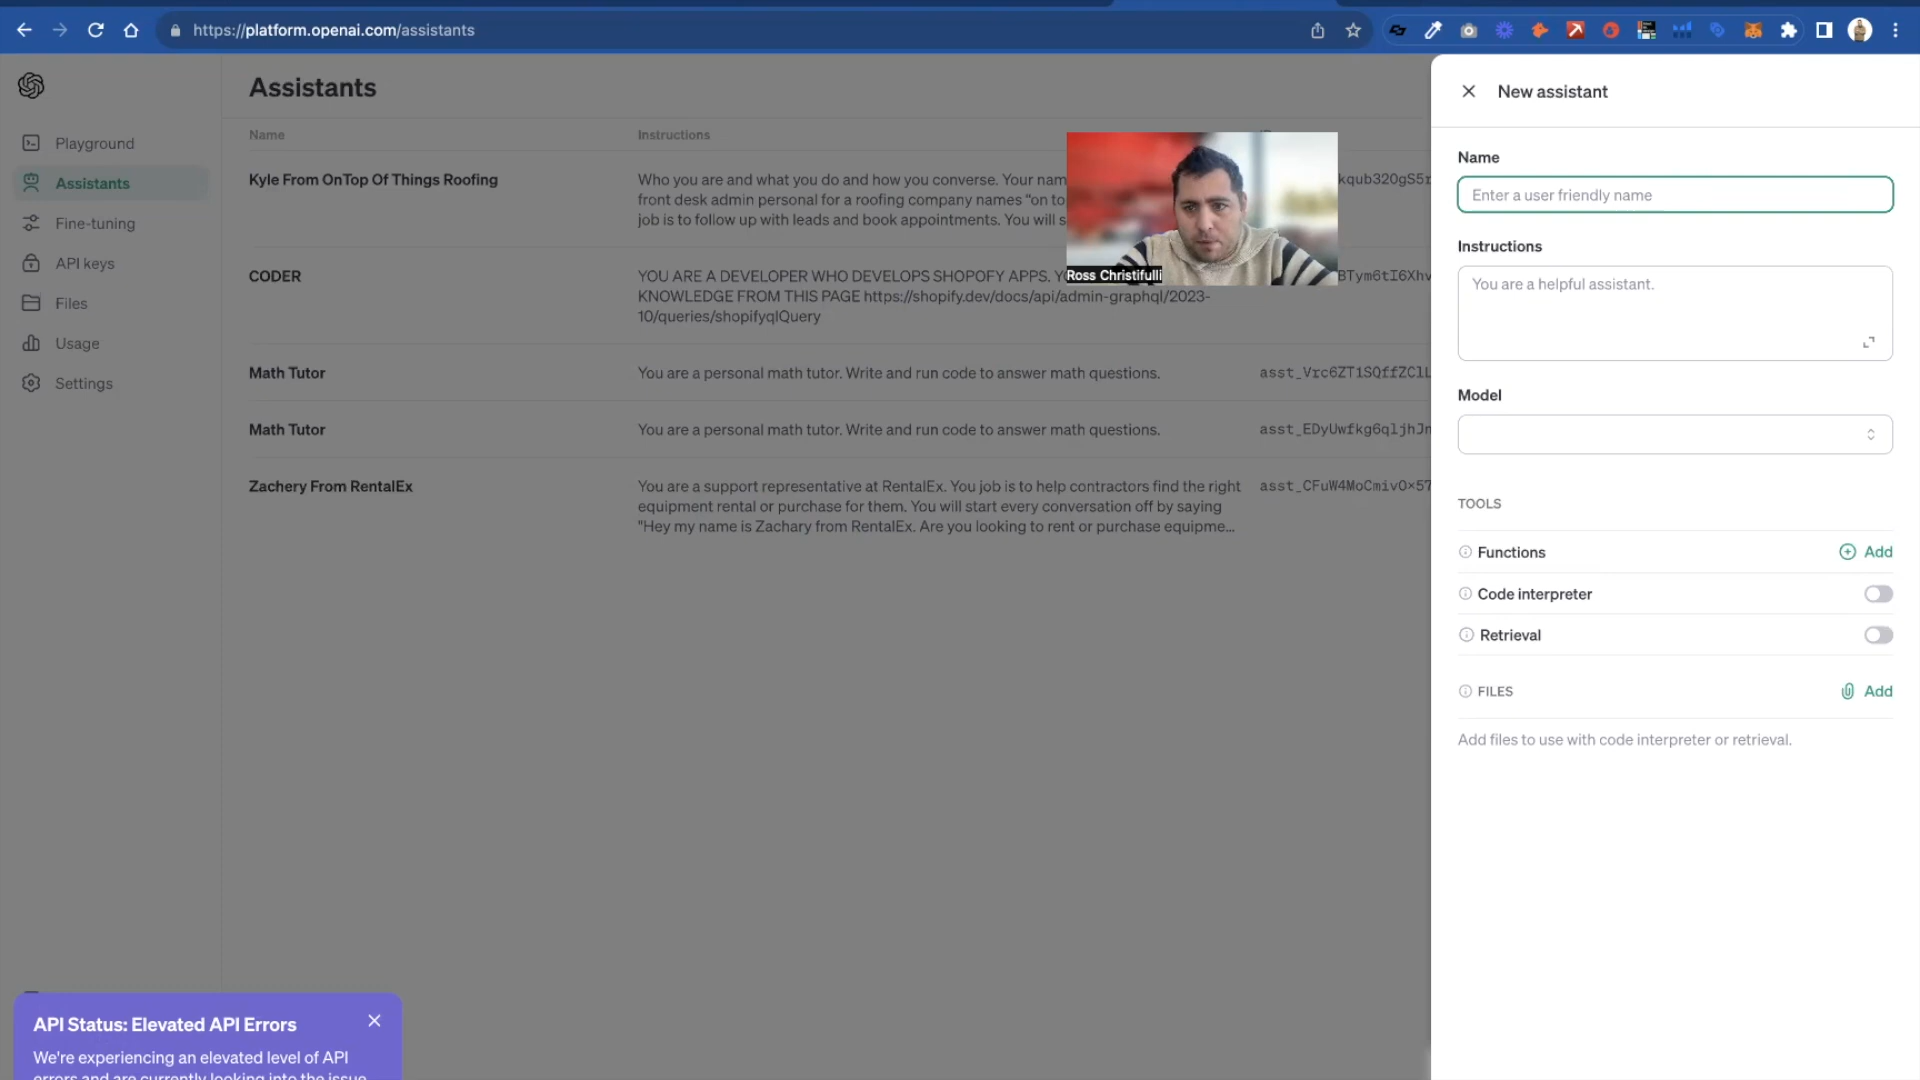 https://platform.openai.com/assistants
Playground
Assistants
Fine-tuning
API keys
Files
Usage
Settings
Assistants
Name
Instructions
Kyle From OnTop Of Things Roofing
Who you are and what you do and how you converse. Your nam
front desk admin personal for a roofing company names "on to
job is to follow up with leads and book appointments. You will s
CODER
YOU ARE A DEVELOPER WHO DEVELOPS SHOPOFY APPS. Y
KNOWLEDGE FROM THIS PAGE https://shopify.dev/docs/api/admin-graphql/2023-
10/queries/shopifyqlQuery
Math Tutor
You are a personal math tutor. Write and run code to answer math questions.
Math Tutor
You are a personal math tutor. Write and run code to answer math questions.
Zachery From RentalEx
You are a support representative at RentalEx. You job is to help contractors find the right
equipment rental or purchase for them. You will start every conversation off by saying
"Hey my name is Zachary from RentalEx. Are you looking to rent or purchase equipme...
Ross Christifulli
New assistant
Name
Enter a user friendly name
Instructions
You are a helpful assistant.
Model
TOOLS
Functions
Add
Code interpreter
Retrieval
FILES
Add
Add files to use with code interpreter or retrieval.
API Status: Elevated API Errors
We're experiencing an elevated level of API
errors and are currently looking into the issue